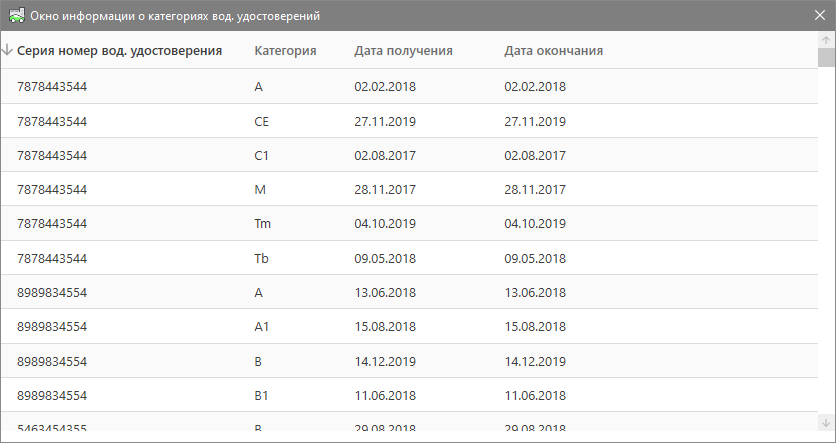 Окно информации о категориях вод. удостоверений
Серия номер вод. удостоверения Категория Дата получения Дата окончания
7878443544 A 02.02.2018 02.02.2018
7878443544 CE 27.11.2019 27.11.2019
7878443544 C1 02.08.2017 02.08.2017
7878443544 M 28.11.2017 28.11.2017
7878443544 Tm 04.10.2019 04.10.2019
7878443544 Tb 09.05.2018 09.05.2018
8989834554 A 13.06.2018 13.06.2018
8989834554 A1 15.08.2018 15.08.2018
8989834554 B 14.12.2019 14.12.2019
8989834554 B1 11.06.2018 11.06.2018
5463454355 B 29.08.2018 29.08.2018